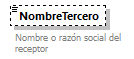 NombreTercero
Nombre o razón social del
receptor